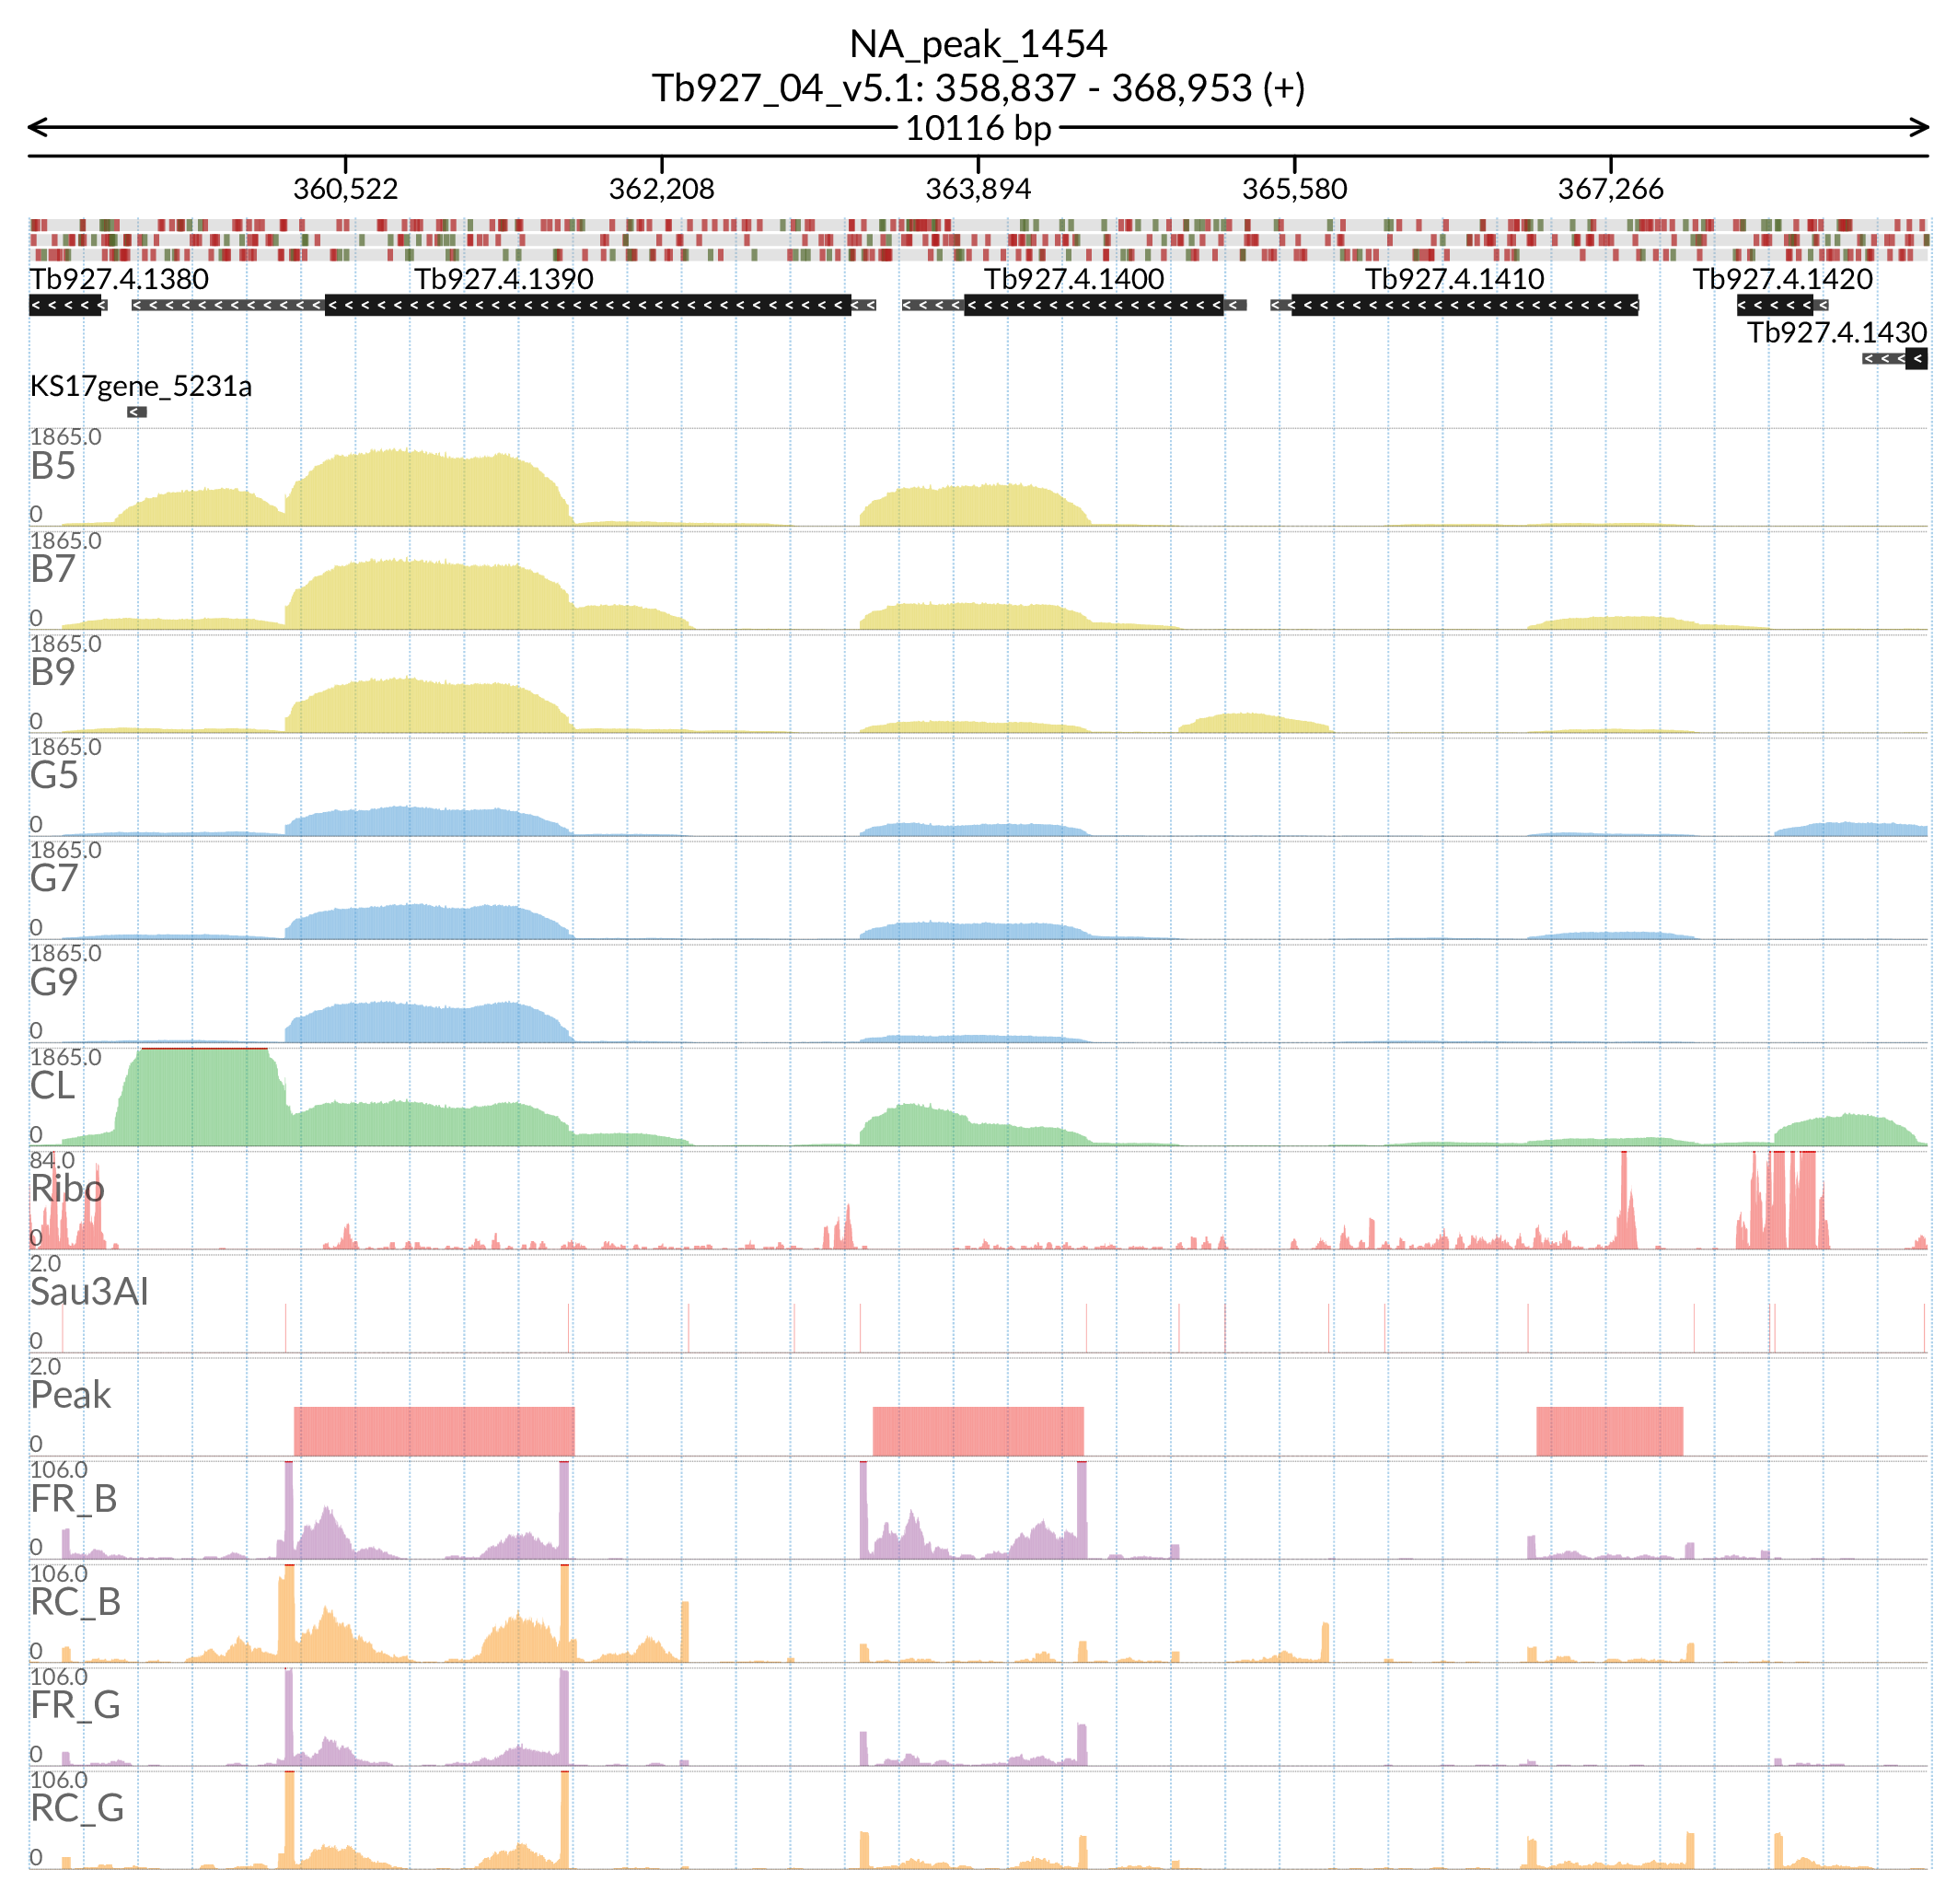 NA_peak_1454
Tb927_04_v5.1: 358,837 - 368,953 (+)
10116 bp
360,522 362,208 363,894 365,580 367,266
Tb927.4.1380 Tb927.4.1390 Tb927.4.1400 Tb927.4.1410 Tb927.4.1420
Tb927.4.1430
KS17gene_5231a
1865.0
B5
0
1865.0
B7
0
1865.0
B9
0
1865.0
G5
0
1865.0
G7
0
1865.0
G9
0
1865.0
CL
0
84.0
Ribo
0
2.0
Sau3AI
0
2.0
Peak
0
106.0
FR_B
0
106.0
RC_B
0
106.0
FR_G
0
106.0
RC_G
0